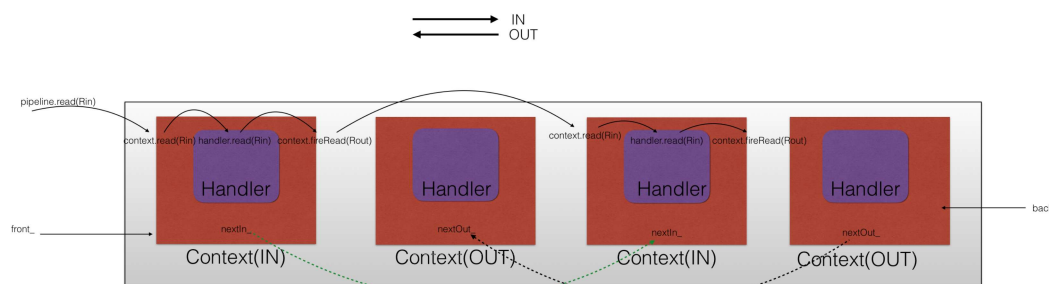 IN
OUT
pipeline.read(Rin)
context.read(Rin) handler.read(Rin) context.fireRead(Rout)
context.read(Rin) handler.read(Rin) context.fireRead(Rout)
Handler
Handler
Handler
Handler
front_
bac
nextIn_
nextOut_
nextIn_
nextOut_
Context(IN)
Context(OUT)
Context(IN)
Context(OUT)